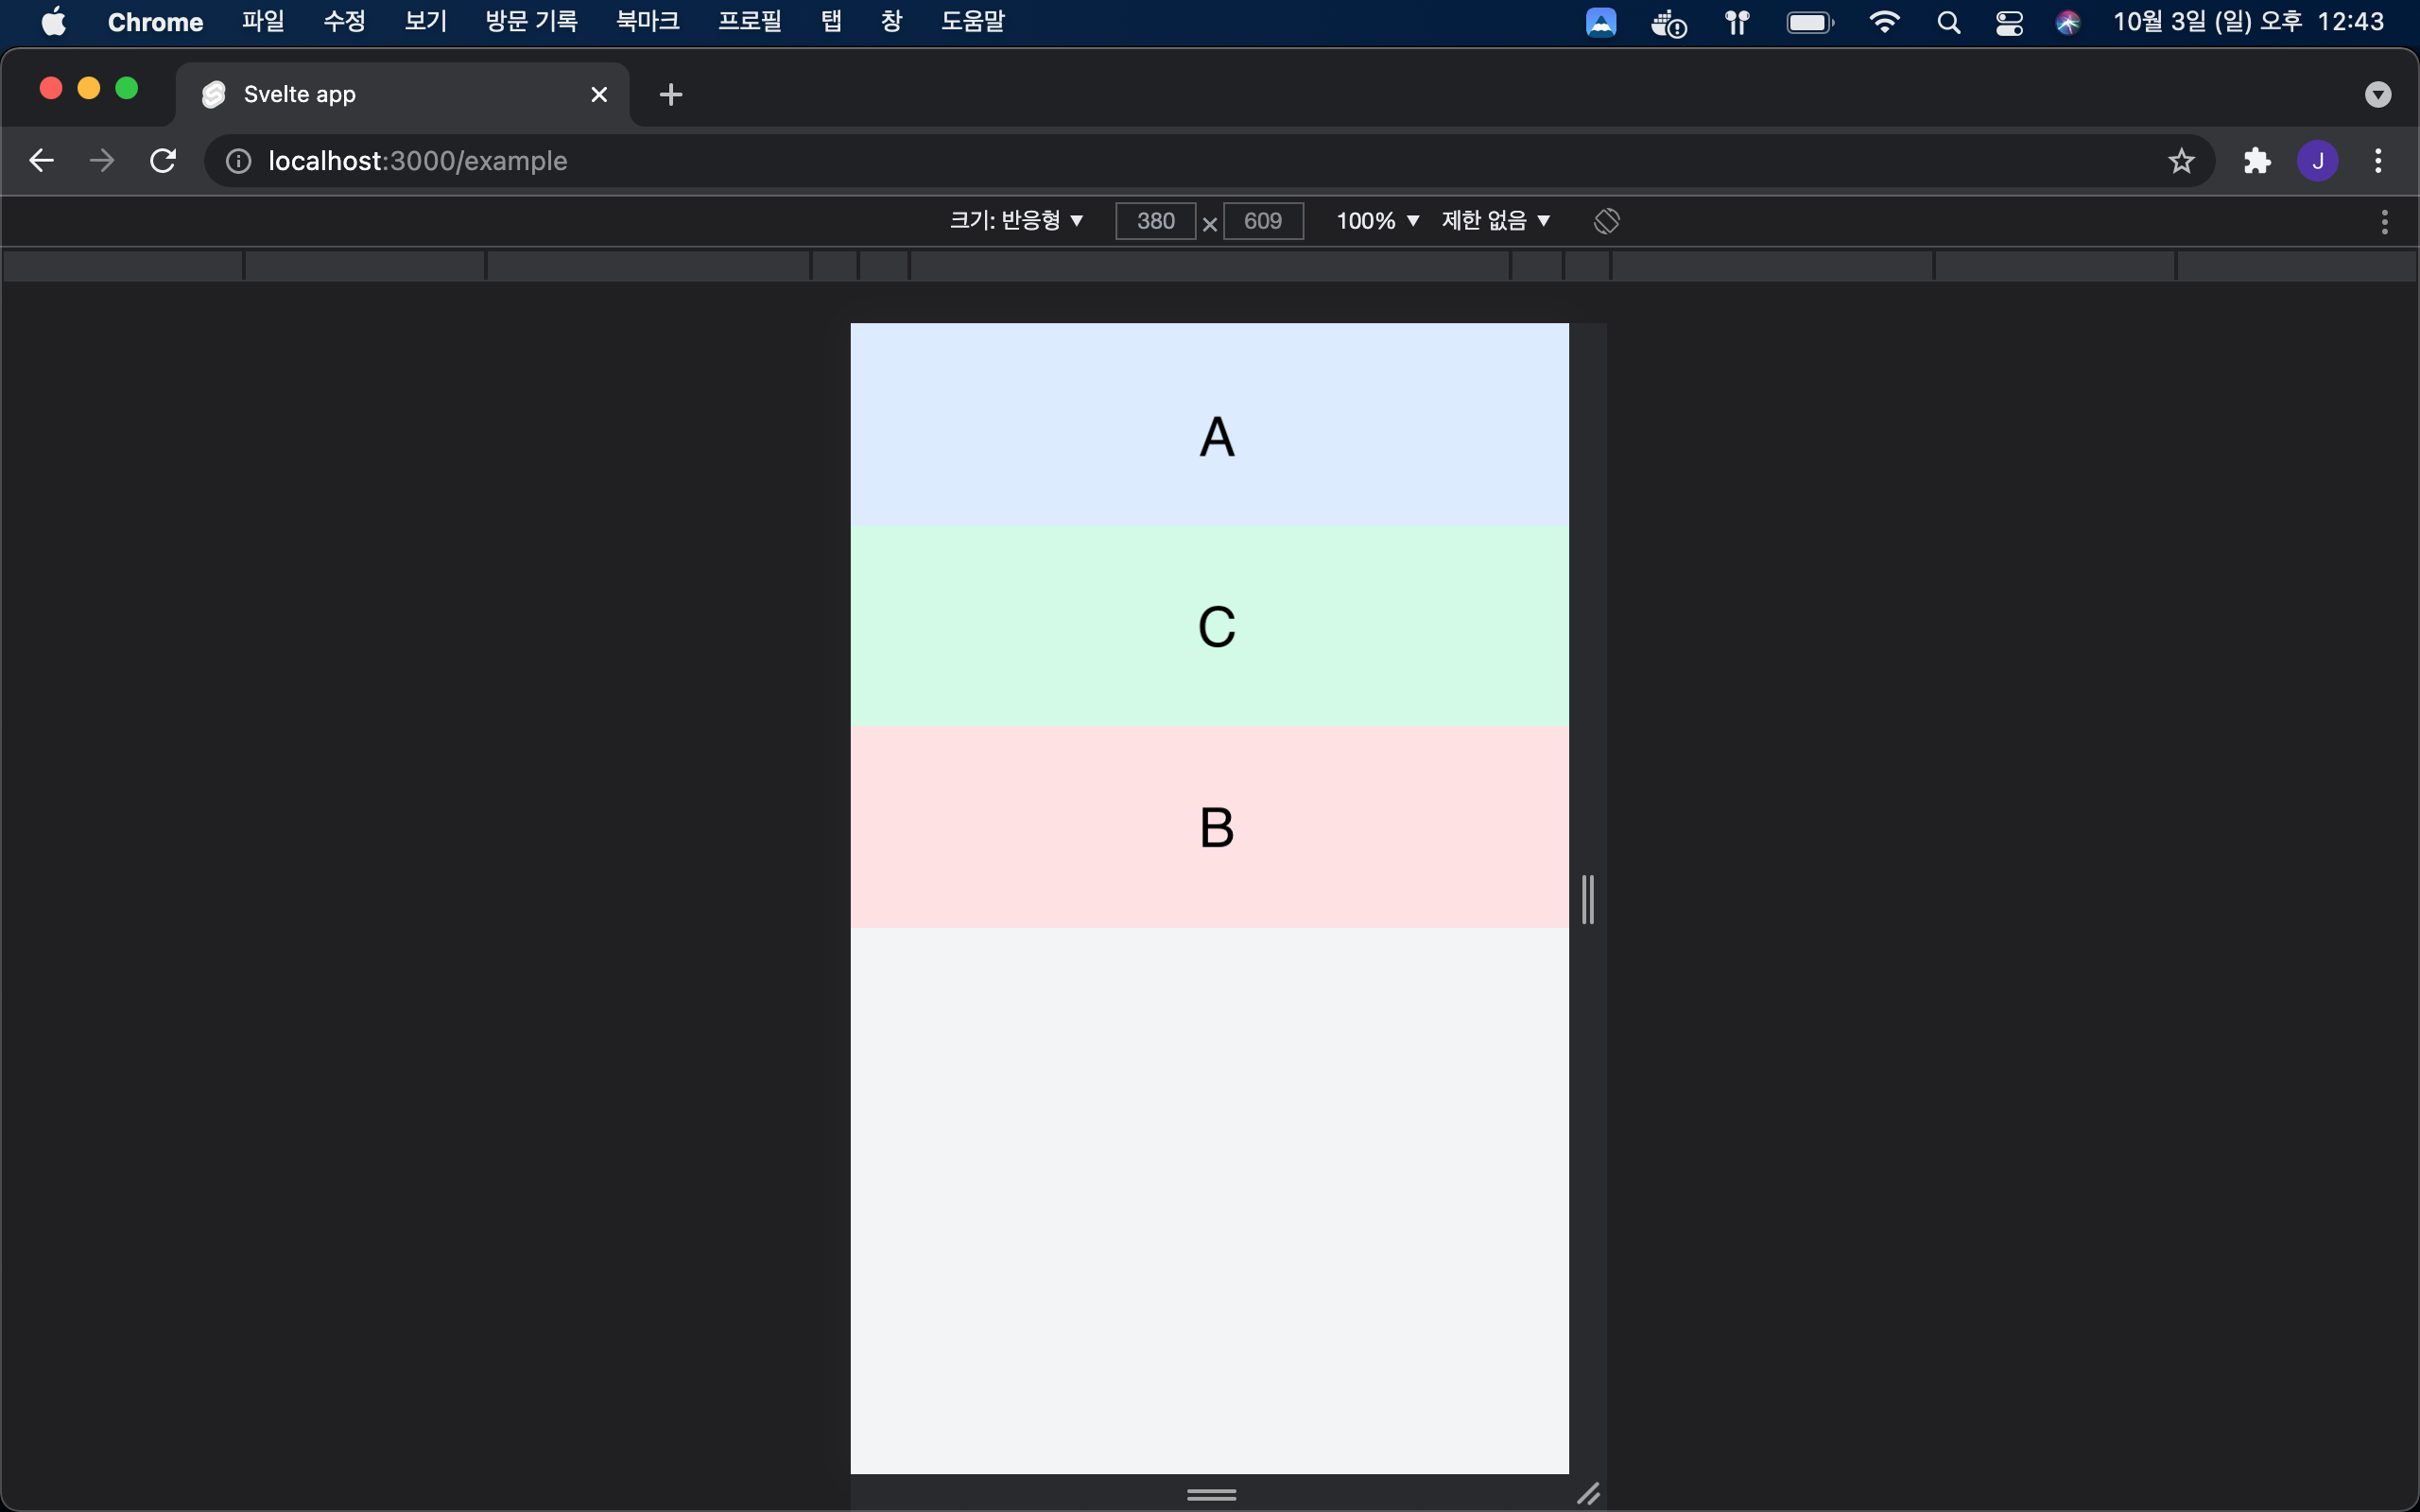 Chrome 파일 수정 보기 방문 기록 북마크 프로필 탭 창 도움말 10월 3일 (일) 오후 12:43
Svelte app
localhost:3000/example J
크기: 반응형 380 × 609 100% 제한 없음
A
C
B